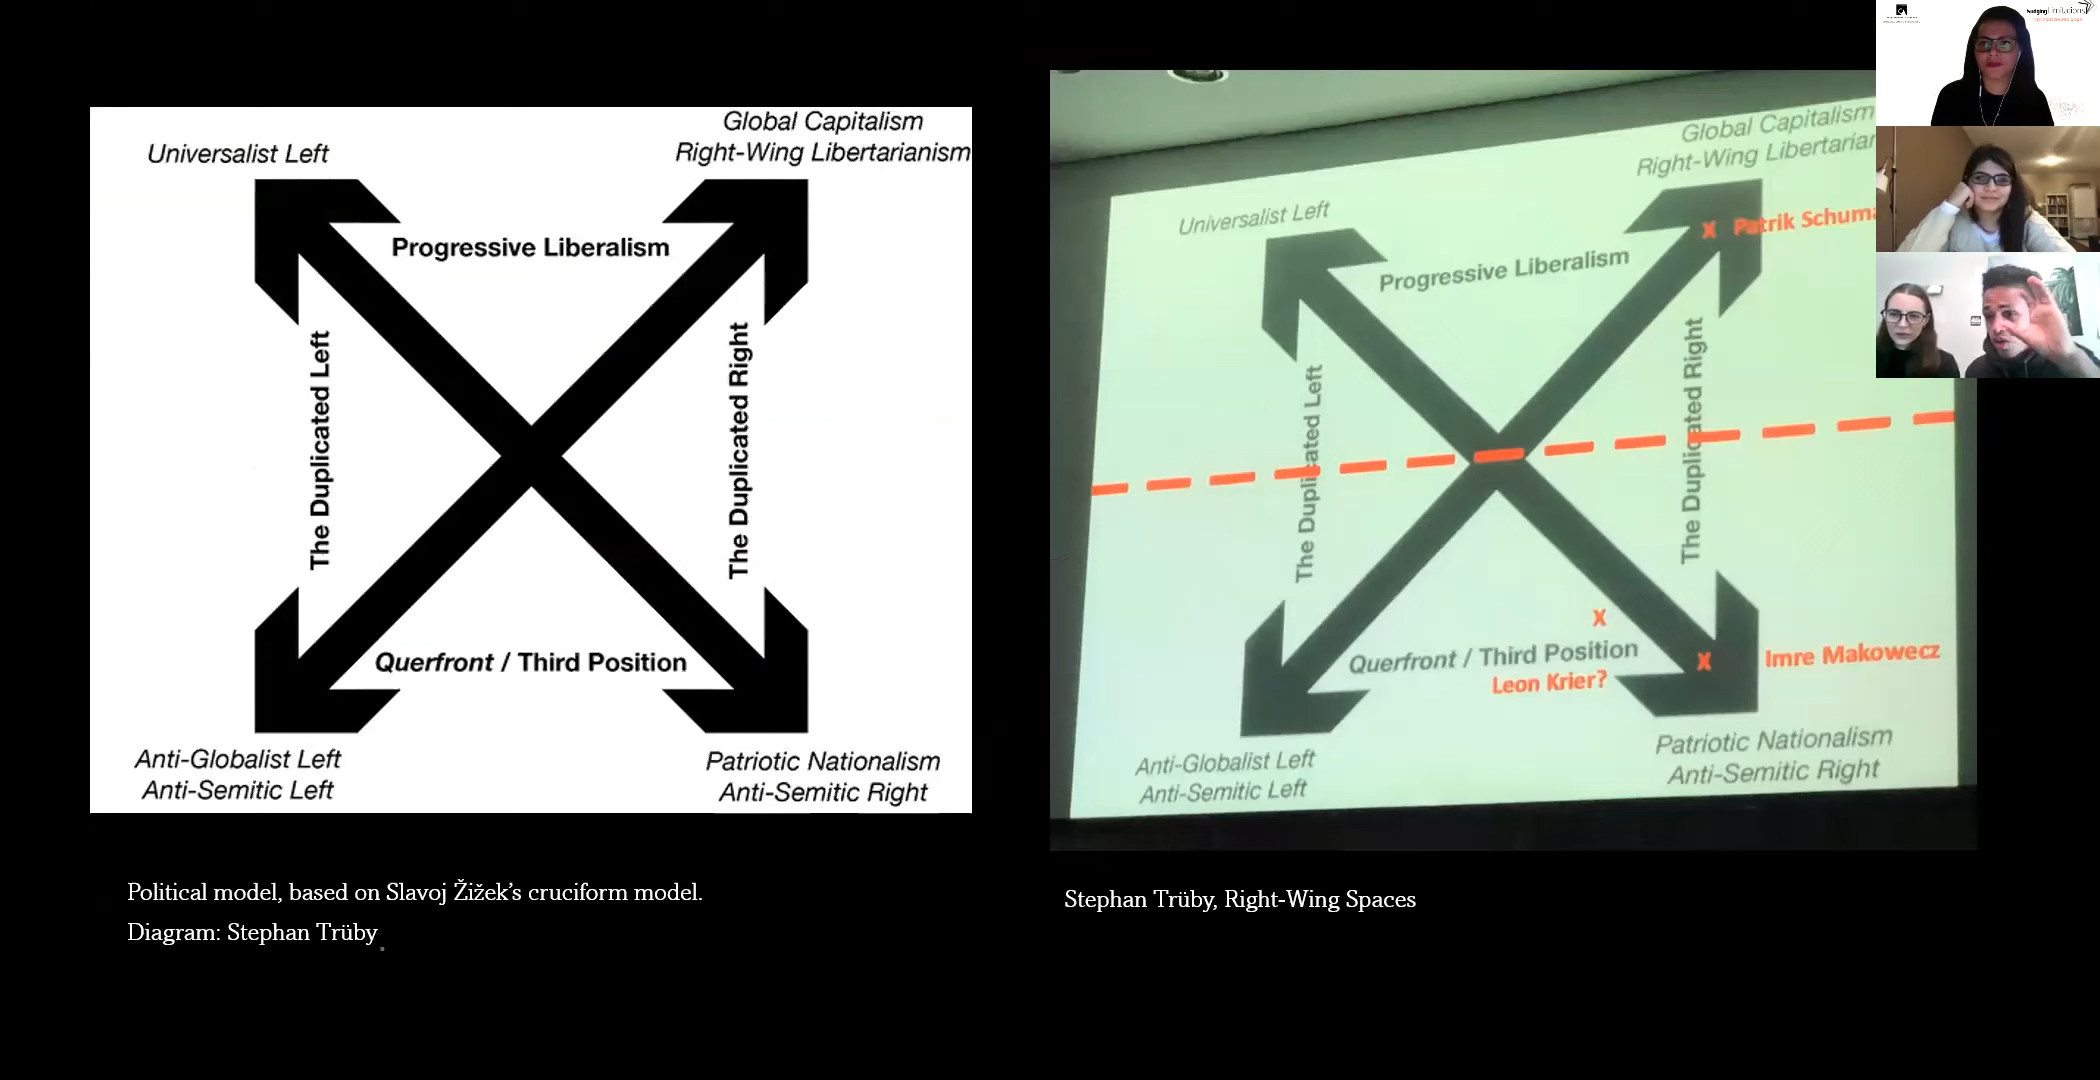 Global Capitalism
Universalist Left
Right-Wing Libertarianism
Progressive Liberalism
The Duplicated Left
The Duplicated Right
Querfront / Third Position
Anti-Globalist Left
Anti-Semitic Left
Patriotic Nationalism
Anti-Semitic Right
Political model, based on Slavoj Žižek's cruciform model.
Diagram: Stephan Trüby
Global Capitalism
Right-Wing Libertarian
Universalist Left
X Patrik Schuma
Progressive Liberalism
The Duplicated Left
The Duplicated Right
X
Querfront / Third Position
Leon Krier?
X Imre Makowecz
Anti-Globalist Left
Anti-Semitic Left
Patriotic Nationalism
Anti-Semitic Right
Stephan Trüby, Right-Wing Spaces
Nudging Limitations